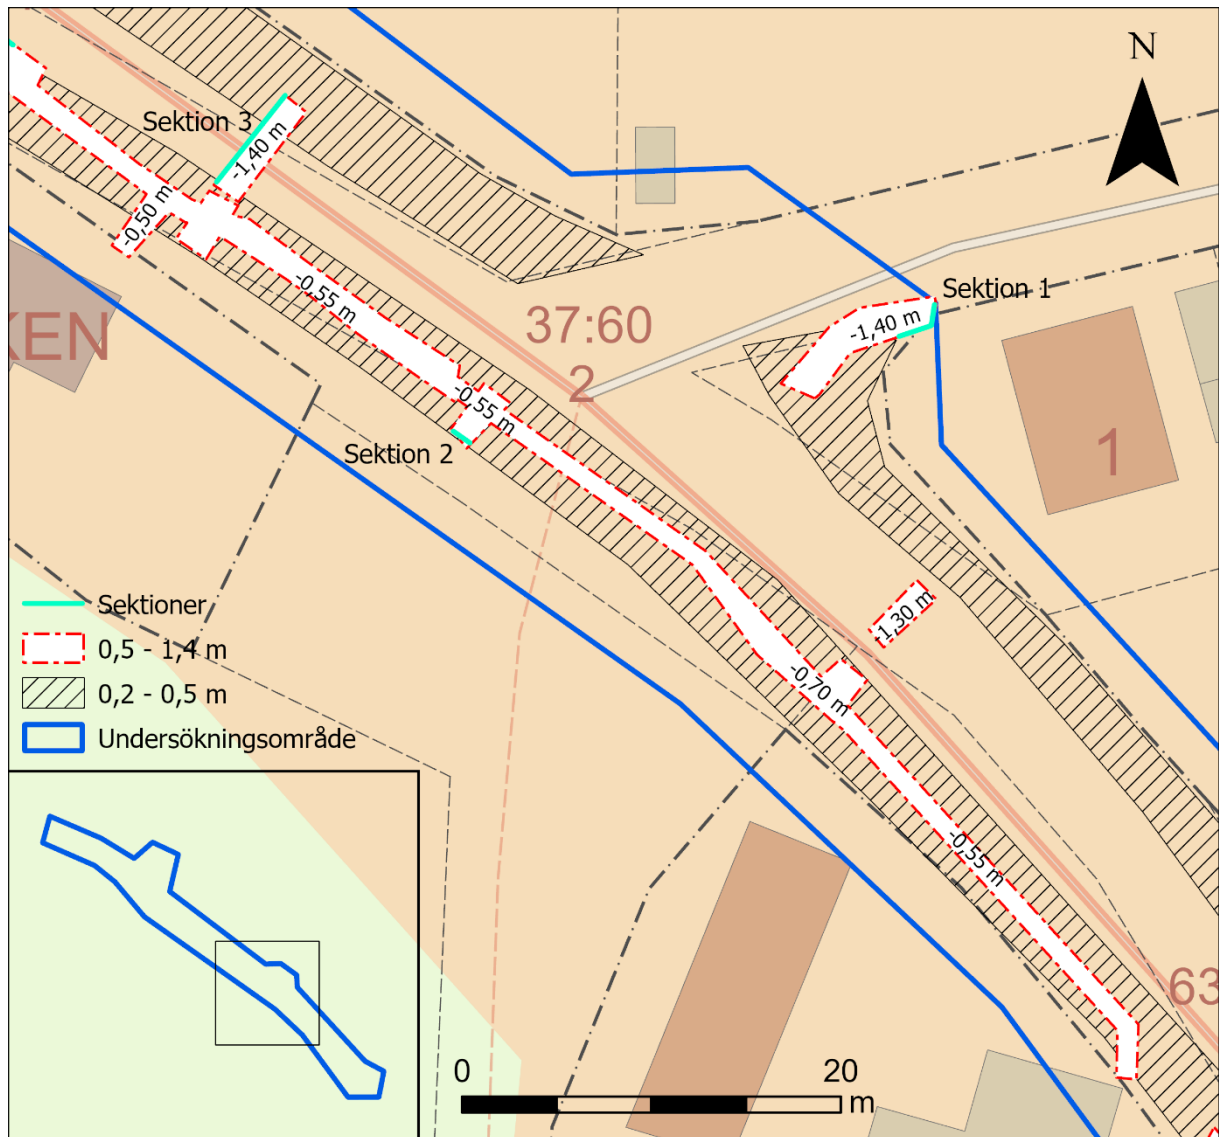 N
Sektion 3
1,40 m
-0,50 m
-0,55 m
Sektion 1
-1,40 m
37:60
2
KEN
-0,55 m
Sektion 2
1
-1,30 m
Sektioner
0,5 - 1,4 m
0,2 - 0,5 m
Undersökningsområde
-0,70 m
-0,55 m
63
0 20
m